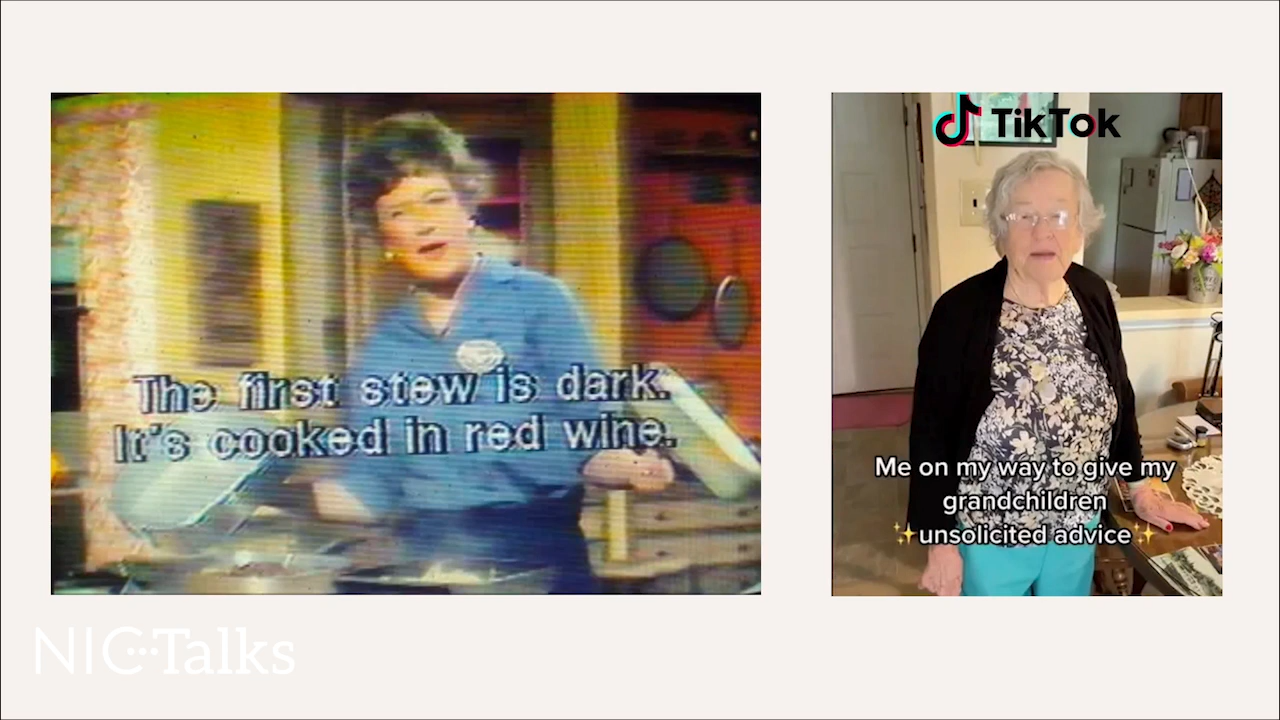 The first stew is dark.
It's cooked in red wine.
TikTok
Me on my way to give my
grandchildren
✨unsolicited advice✨
NIC Talks